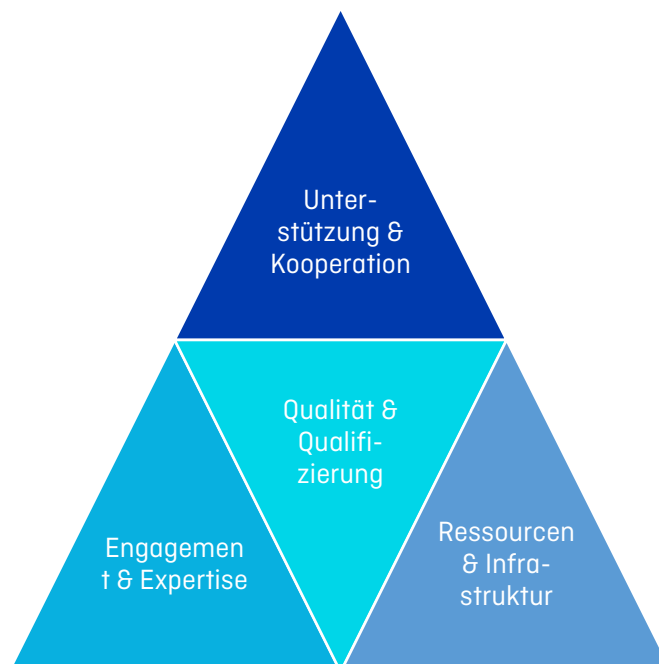 Unter-
stützung &
Kooperation
Qualität &
Qualifi-
zierung
Engagemen
t & Expertise
Ressourcen
& Infra-
struktur